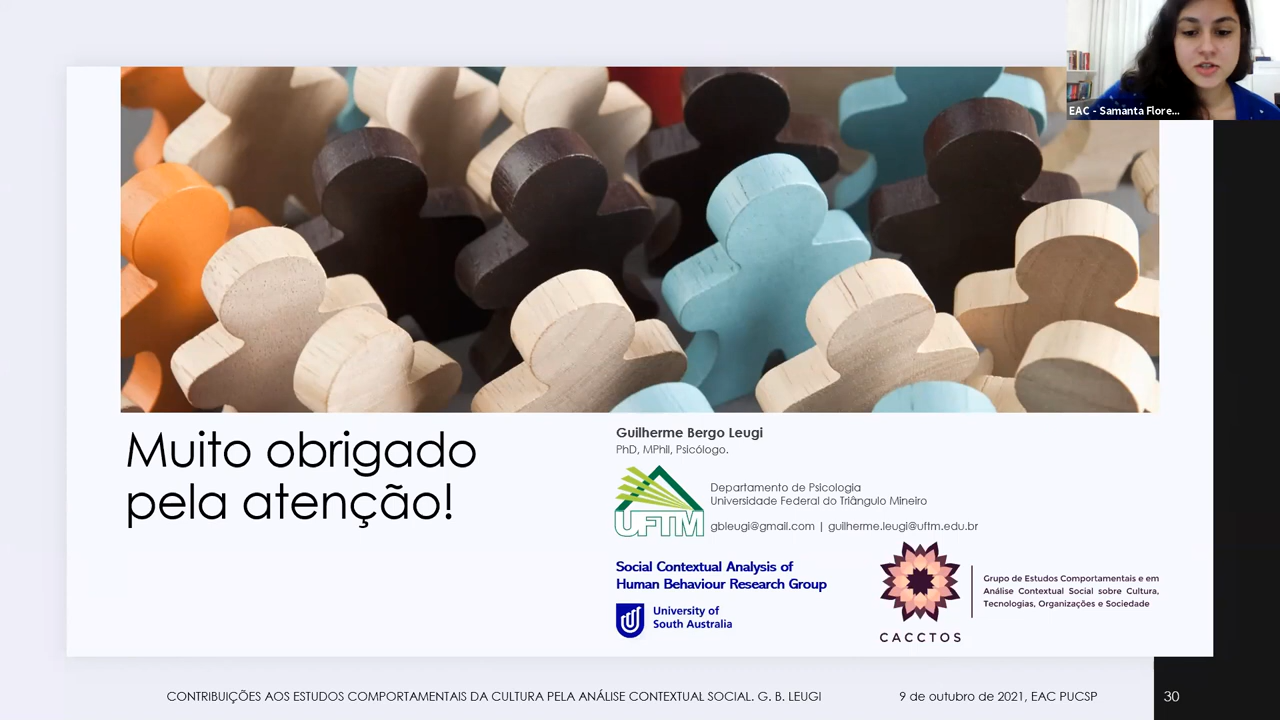 EAC - Samanta Flore...
Muito obrigado
pela atenção!
Guilherme Bergo Leugi
PhD, MPhil, Psicólogo.
UFTM
Departamento de Psicologia
Universidade Federal do Triângulo Mineiro
gbleugi@gmail.com | guilherme.leugi@uftm.edu.br
Social Contextual Analysis of
Human Behaviour Research Group
University of
South Australia
CACCTOS
Grupo de Estudos Comportamentais e em
Análise Contextual Social sobre Cultura,
Tecnologias, Organizações e Sociedade
CONTRIBUIÇÕES AOS ESTUDOS COMPORTAMENTAIS DA CULTURA PELA ANÁLISE CONTEXTUAL SOCIAL. G. B. LEUGI
9 de outubro de 2021, EAC PUCSP
30